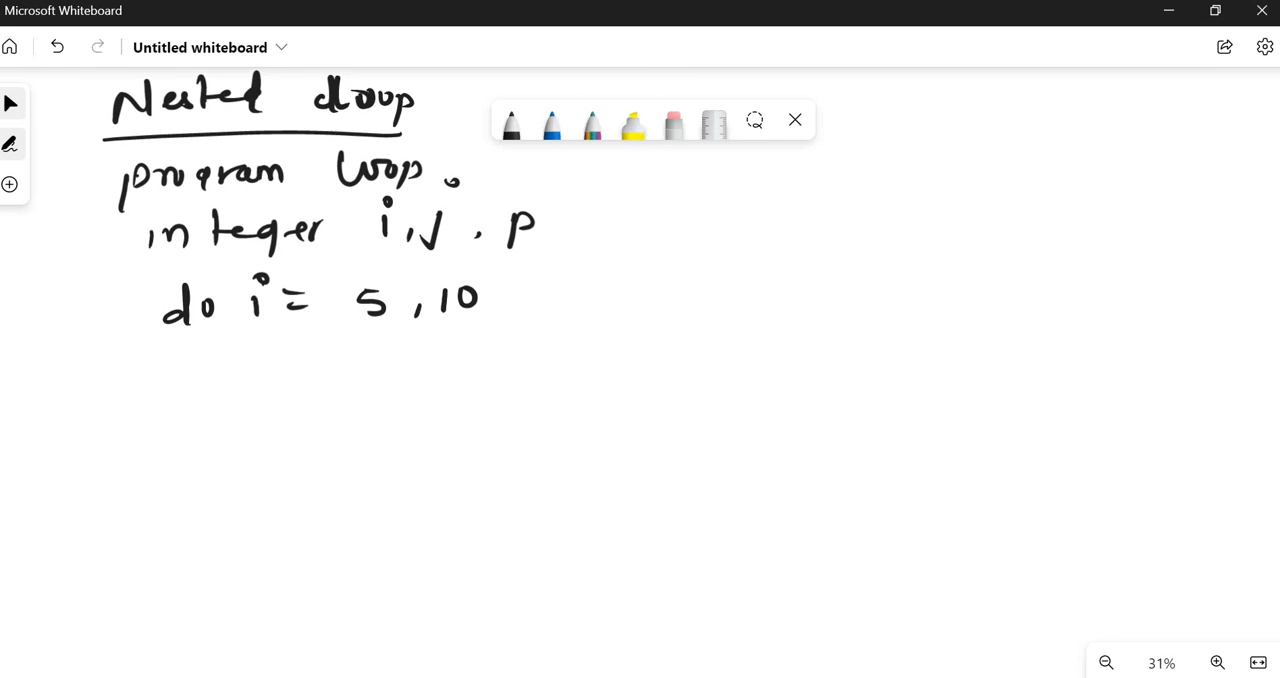 Microsoft Whiteboard
Untitled whiteboard
Nested doop
program loop.
integer i,j, p
do i = 5,10
31%